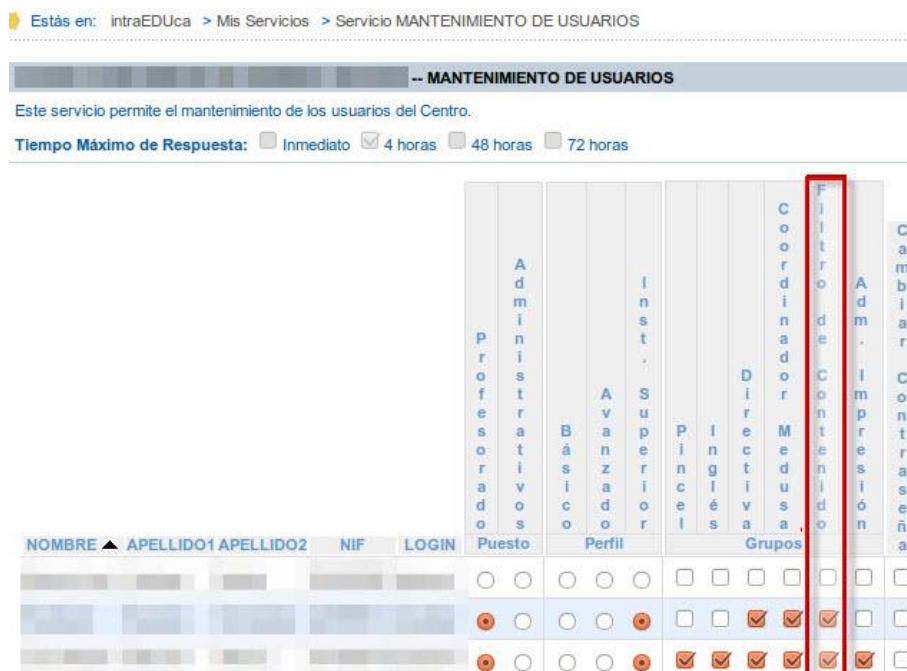 Estás en: intraEDUca > Mis Servicios > Servicio MANTENIMIENTO DE USUARIOS
-- MANTENIMIENTO DE USUARIOS
Este servicio permite el mantenimiento de los usuarios del Centro.
Tiempo Máximo de Respuesta: Inmediato 4 horas 48 horas 72 horas
Profesorado
Administrativos
Básico
Avanzado
Inst. Superior
Pincel
Inglés
Directiva
Coordinador Medusa
Filtro de Contenido
Adm. Impresión
Cambiar Contraseña
NOMBRE APELLIDO1 APELLIDO2 NIF LOGIN Puesto Perfil Grupos